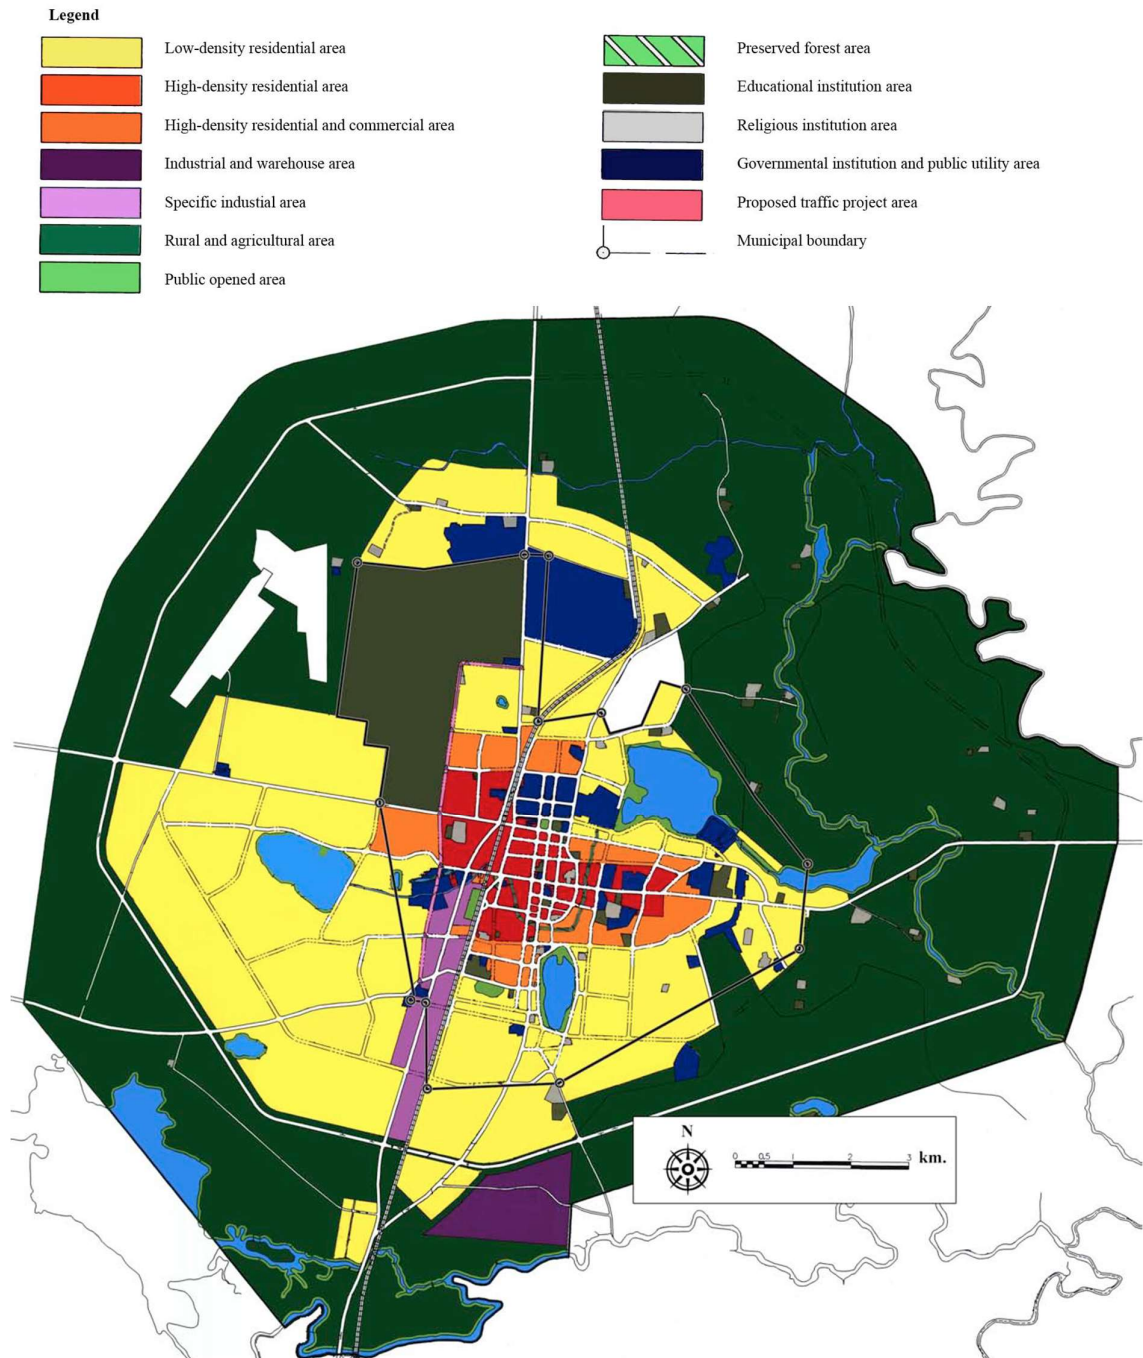 Legend
Low-density residential area
High-density residential area
High-density residential and commercial area
Industrial and warehouse area
Specific industial area
Rural and agricultural area
Public opened area
Preserved forest area
Educational institution area
Religious institution area
Governmental institution and public utility area
Proposed traffic project area
Municipal boundary
N
0 0.5 1 2 3 km.